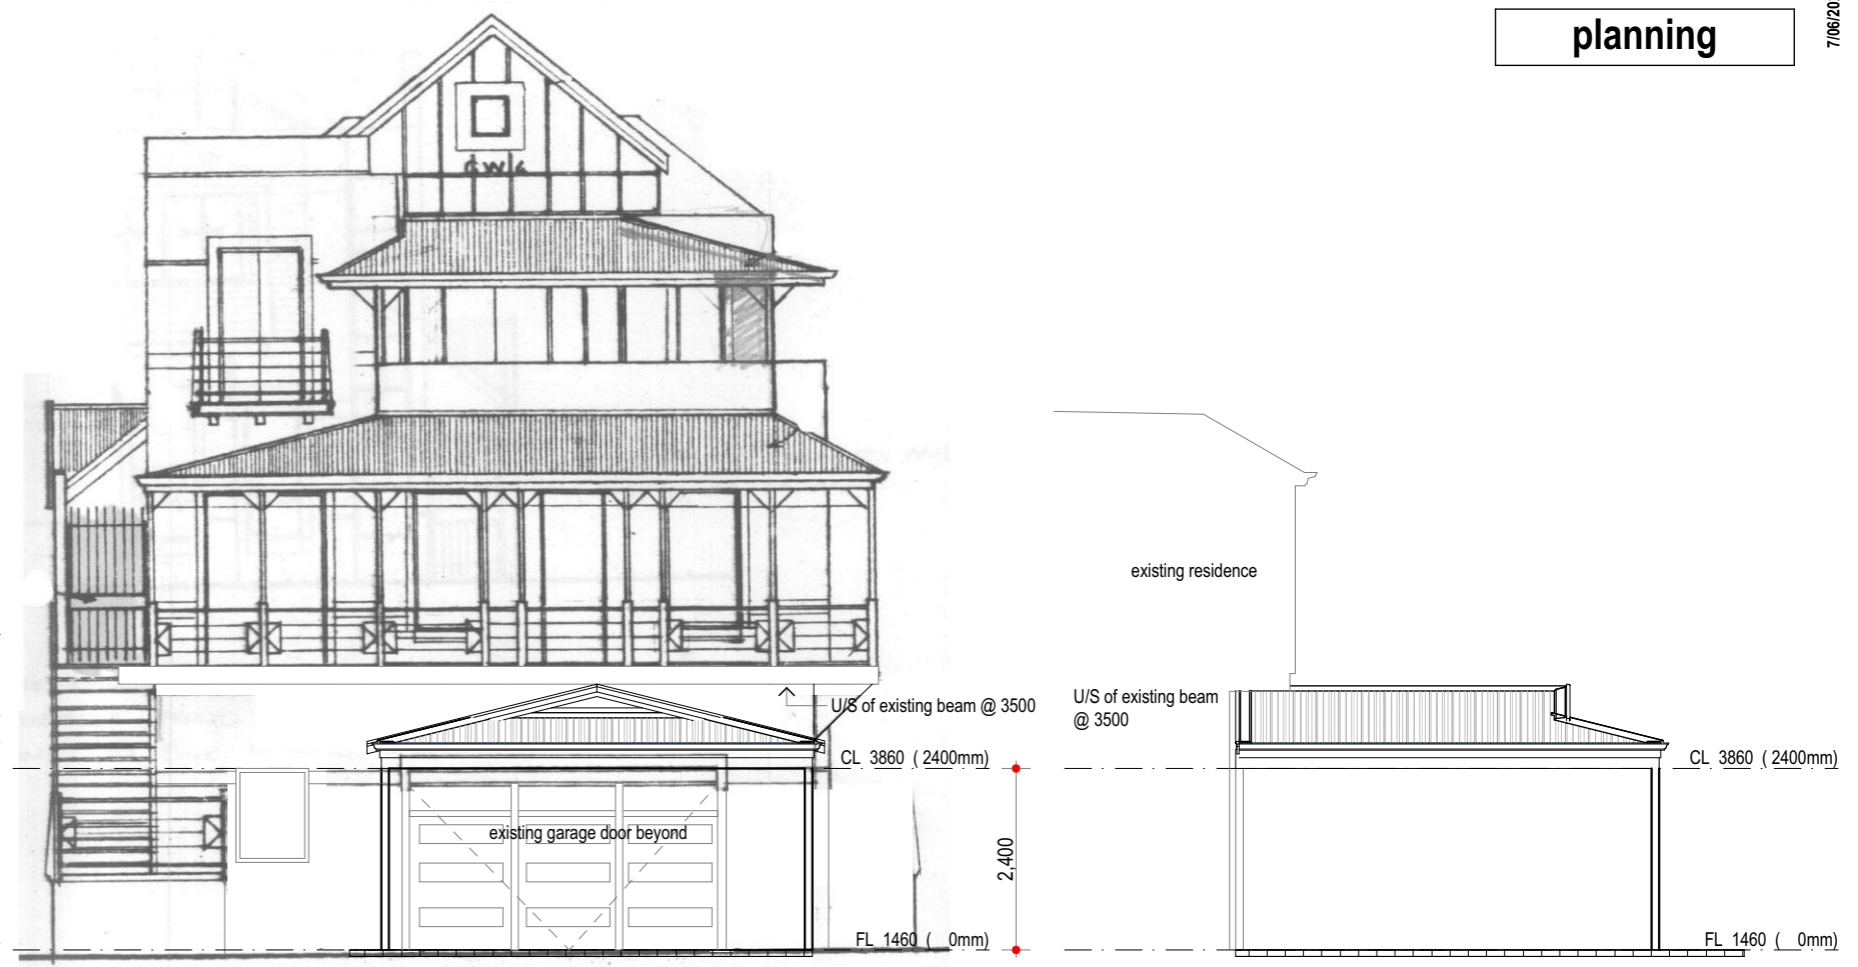 planning
7/06/20
existing residence
U/S of existing beam @ 3500
U/S of existing beam
@ 3500
CL 3860 ( 2400mm)
CL 3860 ( 2400mm)
existing garage door beyond
2,400
FL 1460 ( 0mm)
FL 1460 ( 0mm)